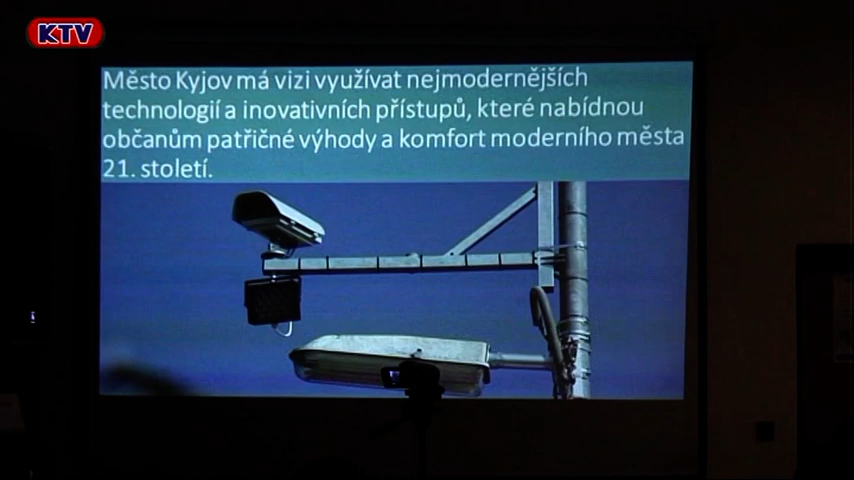 KTV
Město Kyjov má vizi využívat nejmodernějších
technologií a inovativních přístupů, které nabídnou
občanům patřičné výhody a komfort moderního města
21. století.